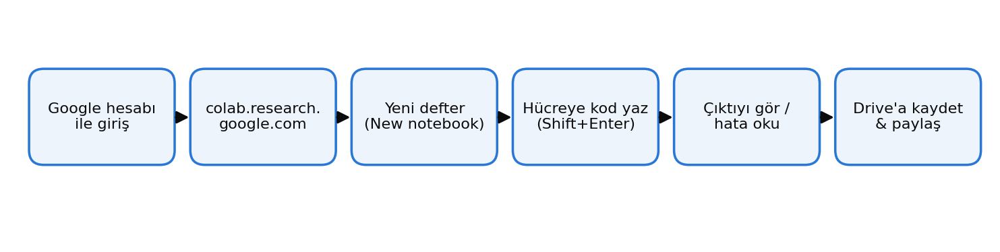 Google hesabı
ile giriş
colab.research.
google.com
Yeni defter
(New notebook)
Hücreye kod yaz
(Shift+Enter)
Çıktıyı gör /
hata oku
Drive'a kaydet
& paylaş